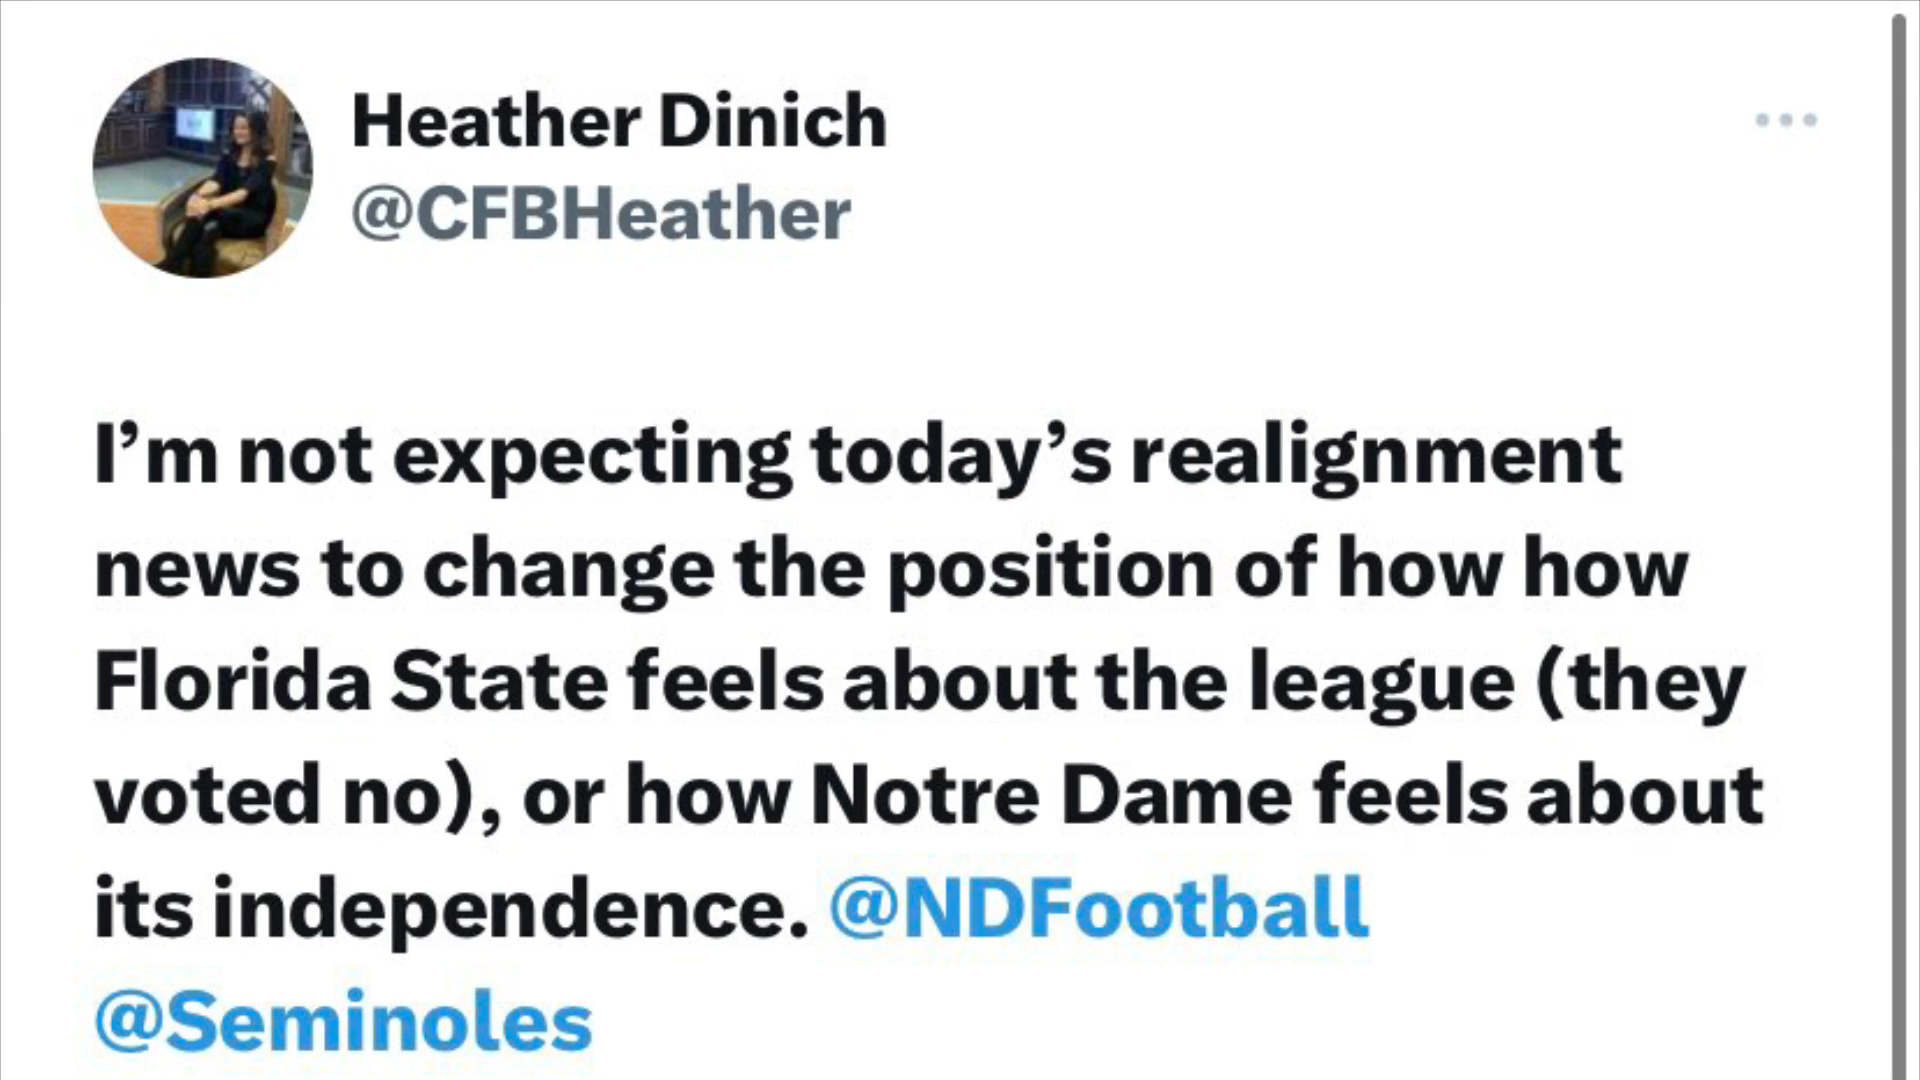 Heather Dinich
@CFBHeather
I’m not expecting today’s realignment
news to change the position of how how
Florida State feels about the league (they
voted no), or how Notre Dame feels about
its independence. @NDFootball
@Seminoles